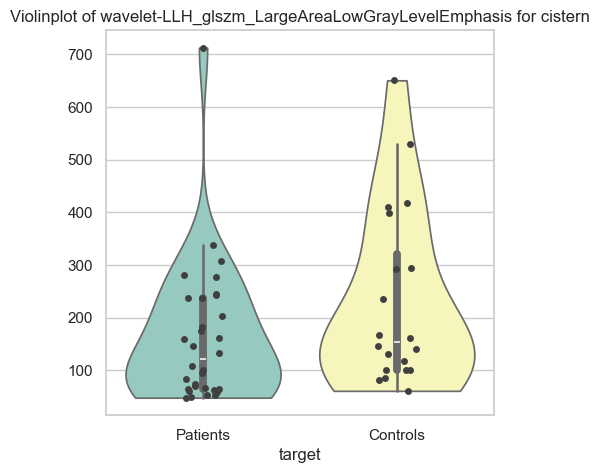 Violinplot of wavelet-LLH_glszm_LargeAreaLowGrayLevelEmphasis for cistern
700
600
500
400
300
200
100
Patients Controls
target